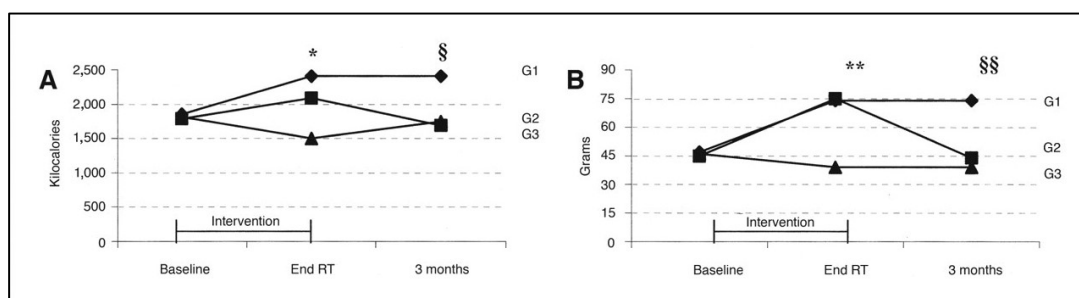 A
Kilocalories
2,500
2,000
1,500
1,000
500
0
*
§
G1
G2
G3
Intervention
Baseline
End RT
3 months
B
Grams
90
75
60
45
30
15
0
**
§§
G1
G2
G3
Intervention
Baseline
End RT
3 months